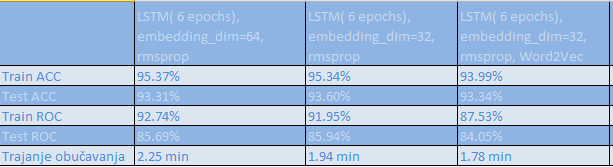 LSTM( 6 epochs), LSTM( 6 epochs), LSTM( 6 epochs),
embedding_dim=64, embedding_dim=32, embedding_dim=32,
rmsprop rmsprop rmsprop, Word2Vec
Train ACC 95.37% 95.34% 93.99%
Test ACC 93.31% 93.60% 93.34%
Train ROC 92.74% 91.95% 87.53%
Test ROC 85.69% 85.94% 84.05%
Trajanje obučavanja 2.25 min 1.94 min 1.78 min